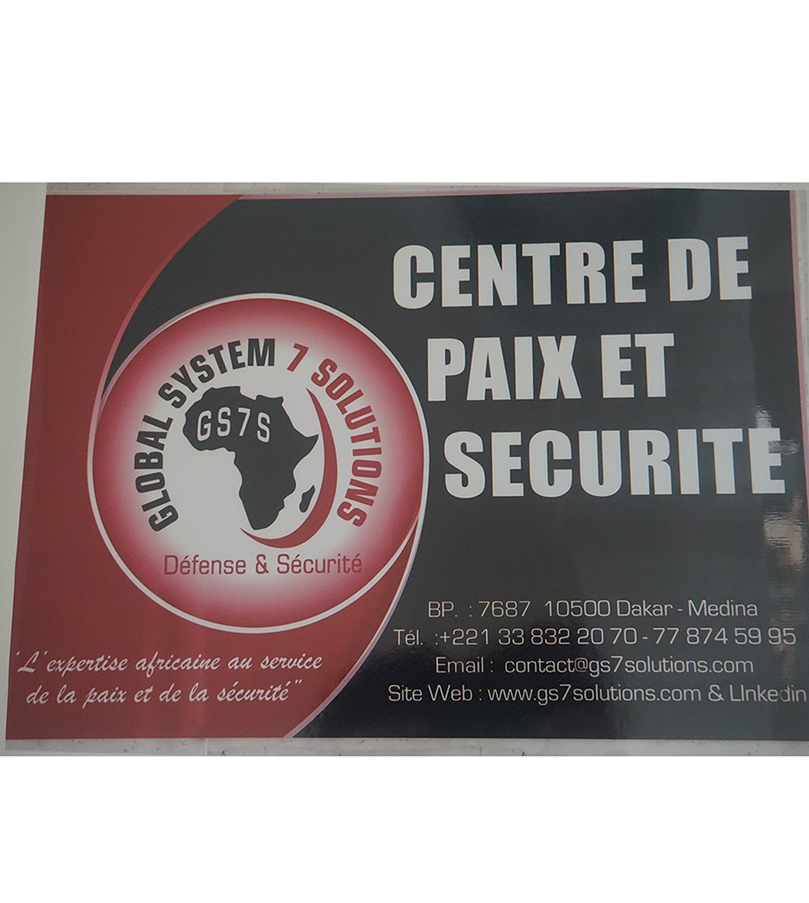 CENTRE DE
PAIX ET
SECURITE
GLOBAL SYSTEM 7 SOLUTIONS
GS7S
Défense & Sécurité
BP. : 7687 10500 Dakar - Medina
Tél. :+221 33 832 20 70 - 77 874 59 95
Email : contact@gs7solutions.com
Site Web : www.gs7solutions.com & LInkedin
"L'expertise africaine au service
de la paix et de la sécurité"